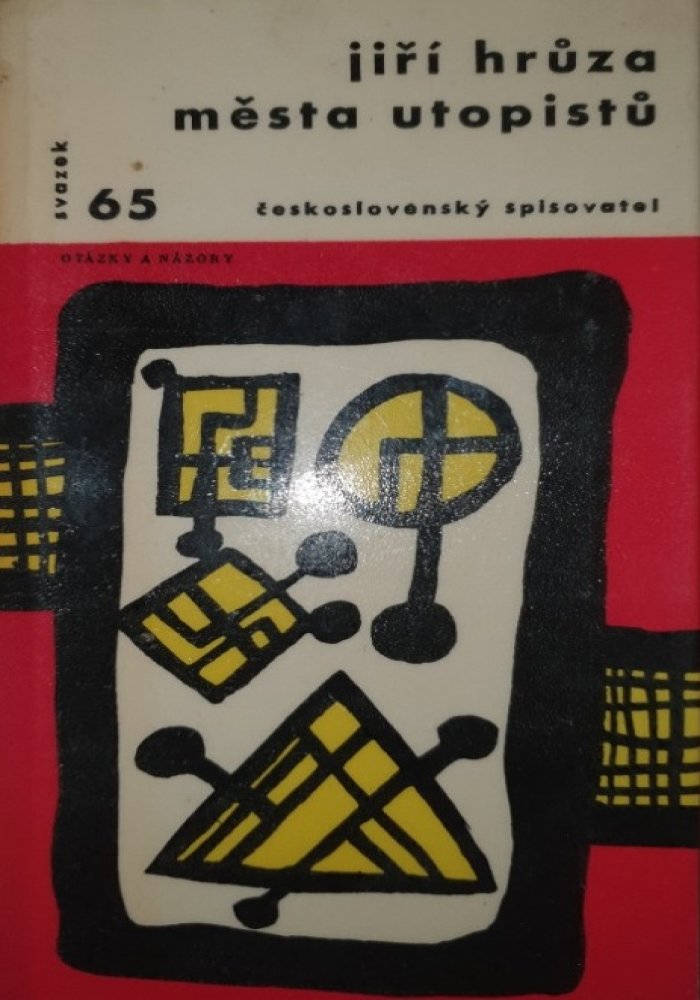 jiří hrůza
města utopistů
svazek 65
československý spisovatel
OTÁZKY A NÁZORY